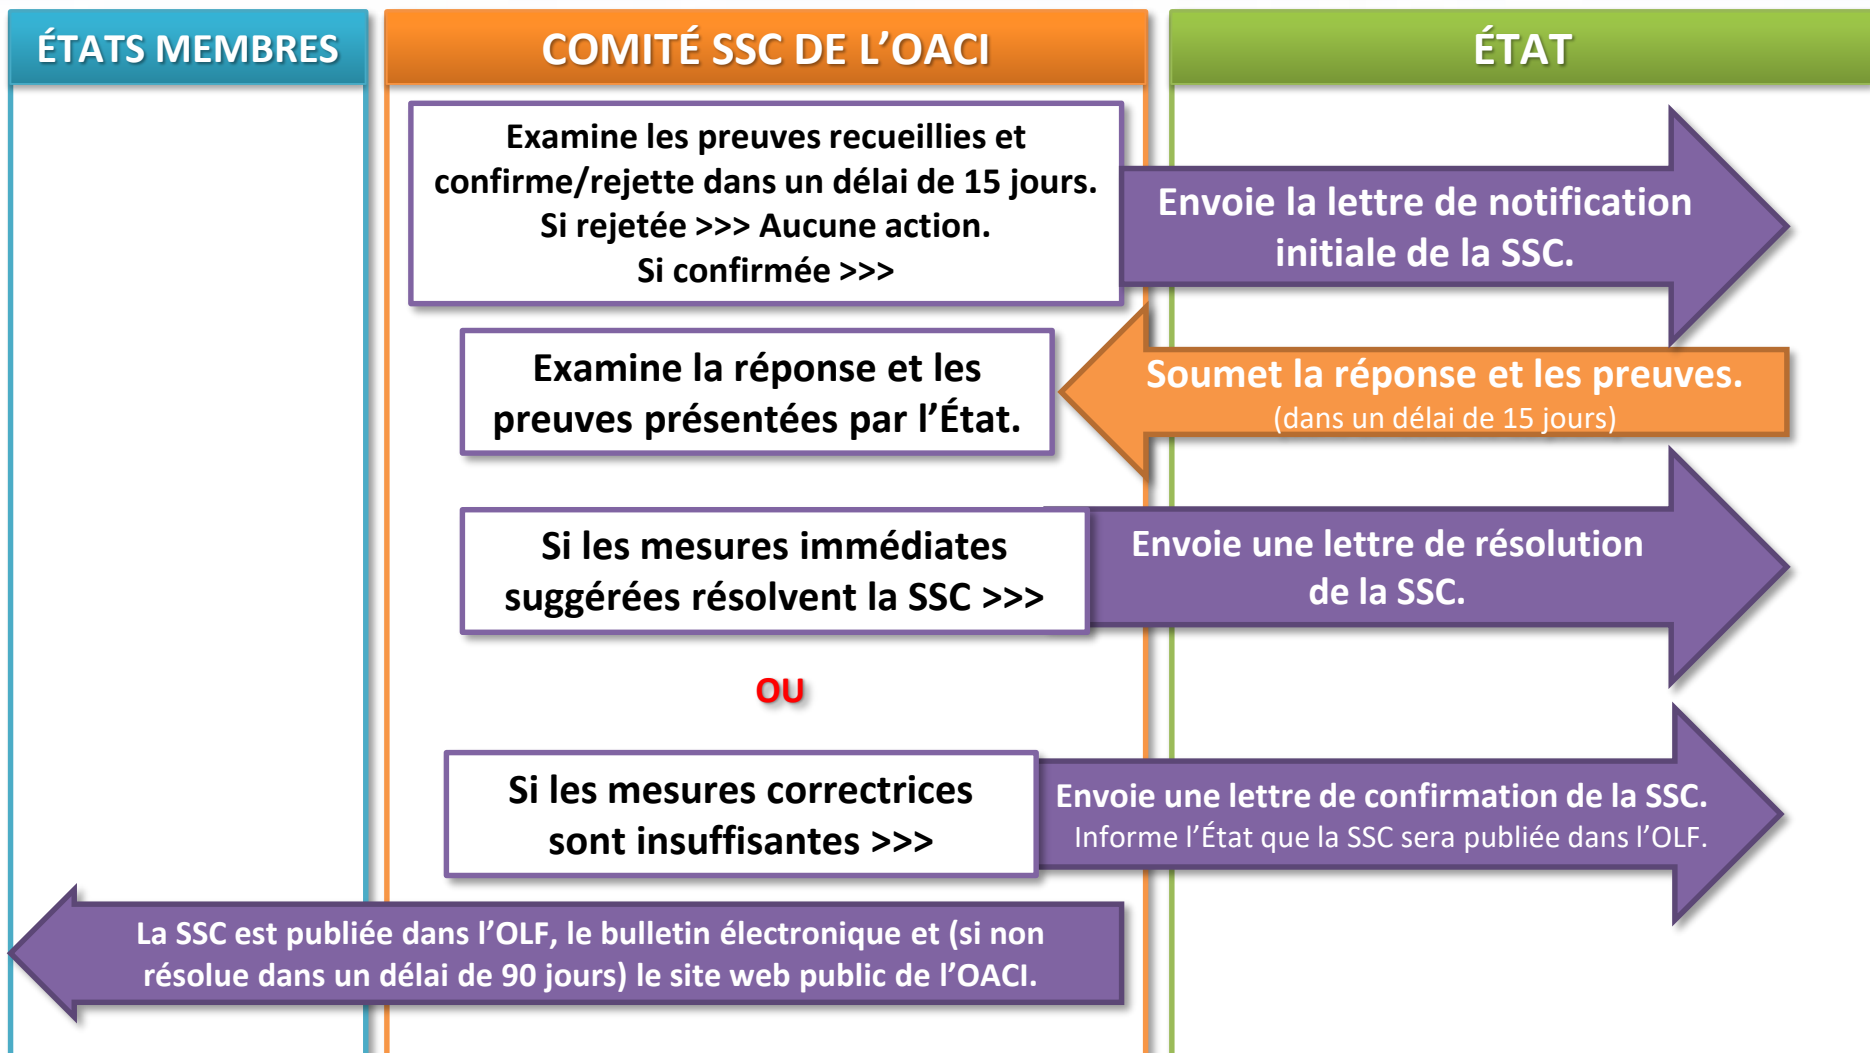 ÉTATS MEMBRES
COMITÉ SSC DE L’OACI
ÉTAT
Examine les preuves recueillies et
confirme/rejette dans un délai de 15 jours.
Si rejetée >>> Aucune action.
Si confirmée >>>
Envoie la lettre de notification
initiale de la SSC.
Examine la réponse et les
preuves présentées par l’État.
Soumet la réponse et les preuves.
(dans un délai de 15 jours)
Si les mesures immédiates
suggérées résolvent la SSC >>>
Envoie une lettre de résolution
de la SSC.
OU
Si les mesures correctrices
sont insuffisantes >>>
Envoie une lettre de confirmation de la SSC.
Informe l’État que la SSC sera publiée dans l’OLF.
La SSC est publiée dans l’OLF, le bulletin électronique et (si non
résolue dans un délai de 90 jours) le site web public de l’OACI.